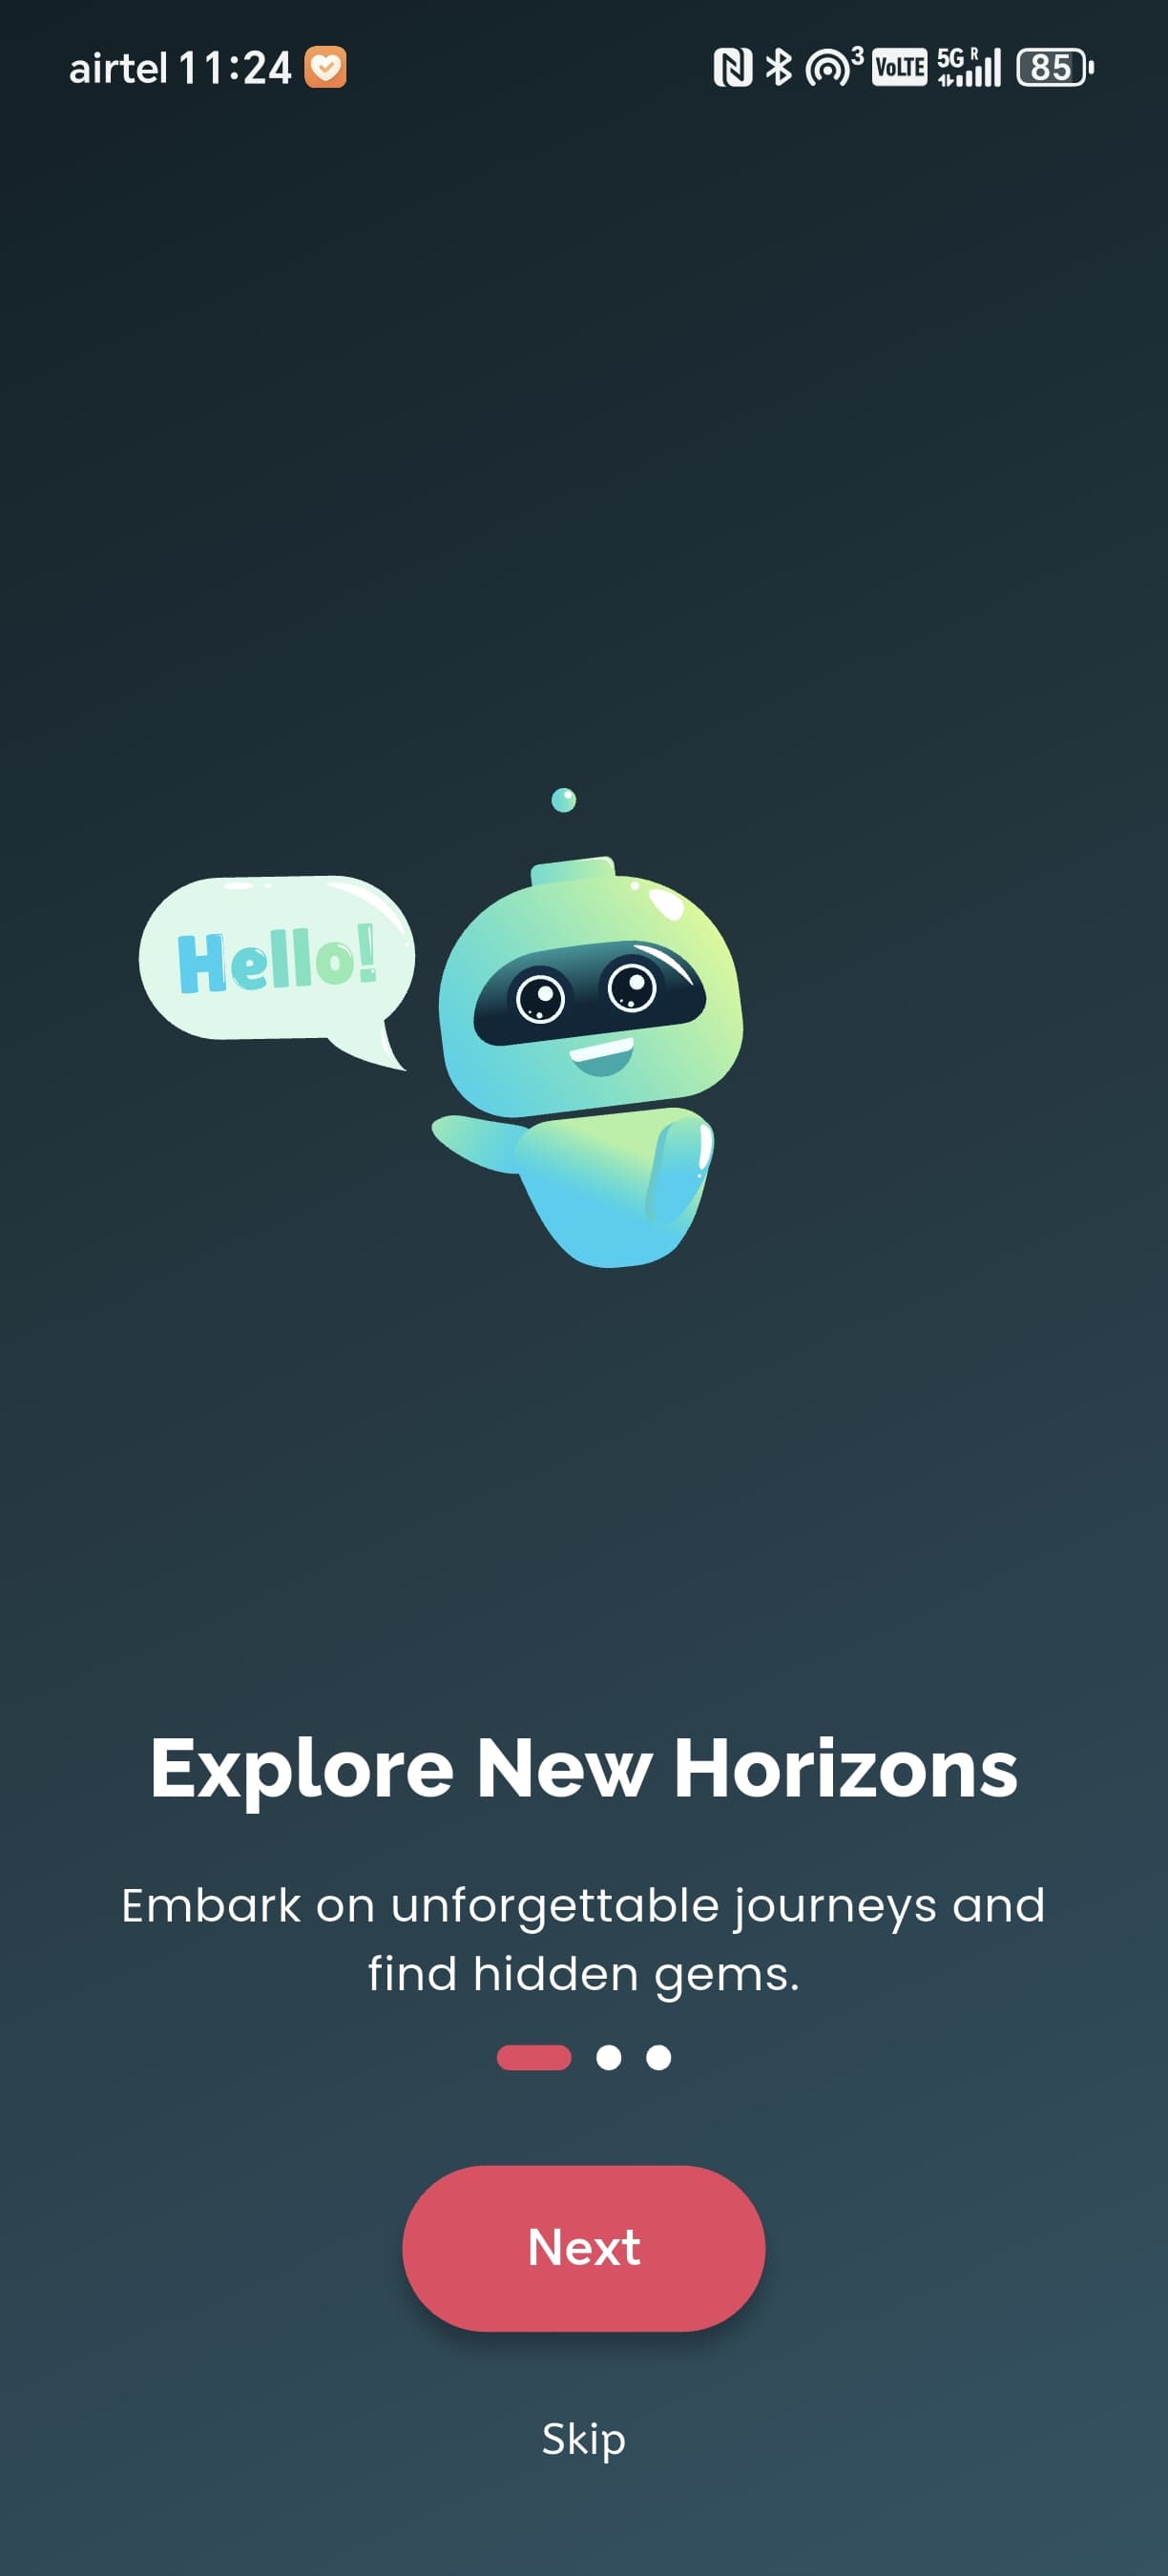 airtel 11:24
3 VoLTE 5G R 85
Hello!
Explore New Horizons
Embark on unforgettable journeys and
find hidden gems.
Next
Skip